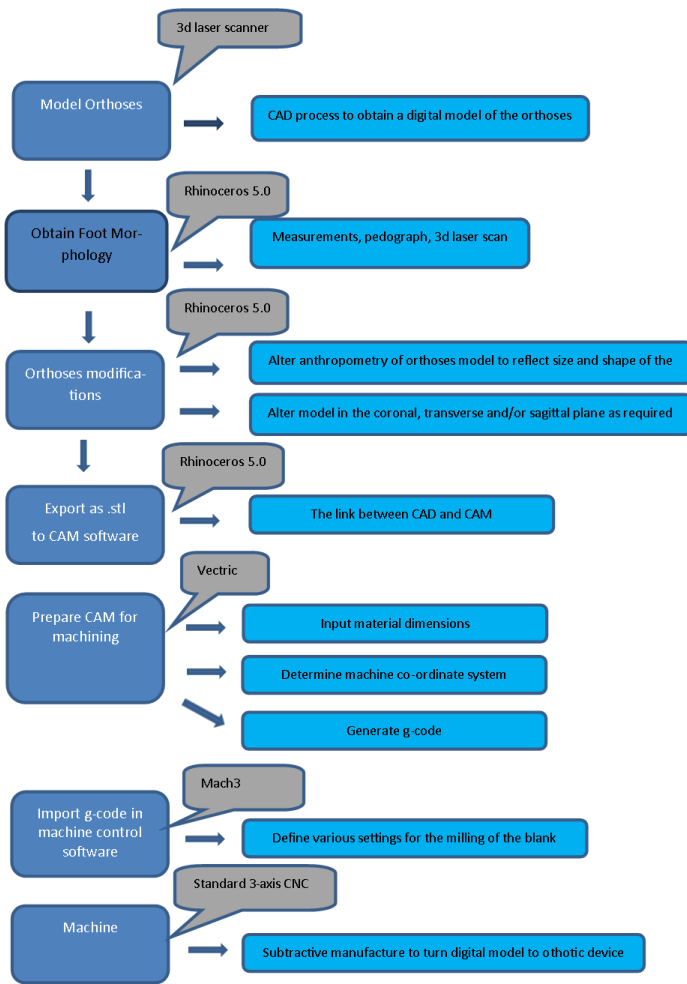 3d laser scanner
Model Orthoses
CAD process to obtain a digital model of the orthoses
Rhinoceros 5.0
Obtain Foot Mor-
phology
Measurements, pedograph, 3d laser scan
Rhinoceros 5.0
Orthoses modifica-
tions
Alter anthropometry of orthoses model to reflect size and shape of the
Alter model in the coronal, transverse and/or sagittal plane as required
Rhinoceros 5.0
Export as .stl
to CAM software
The link between CAD and CAM
Vectric
Prepare CAM for
machining
Input material dimensions
Determine machine co-ordinate system
Generate g-code
Mach3
Import g-code in
machine control
software
Define various settings for the milling of the blank
Standard 3-axis CNC
Machine
Subtractive manufacture to turn digital model to othotic device